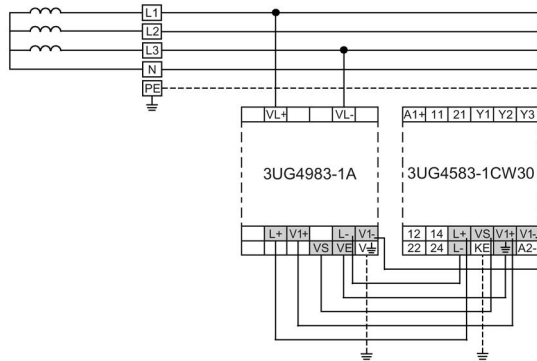 L1
L2
L3
N
PE
VL+ VL-
A1+ 11 21 Y1 Y2 Y3
3UG4983-1A
3UG4583-1CW30
L+ V1+ L- V1-
VS VE V⏚
12 14 L+ VS V1+ V1-
22 24 L- KE ⏚ A2-